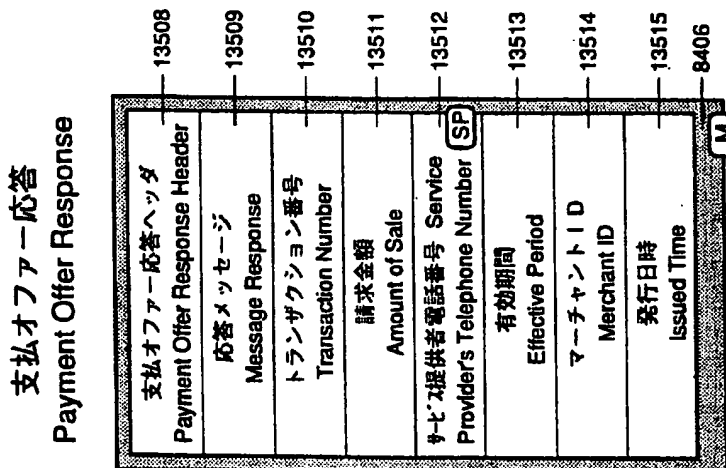 支払オファー応答
Payment Offer Response
支払オファー応答ヘッダ
Payment Offer Response Header
13508
応答メッセージ
Message Response
13509
トランザクション番号
Transaction Number
13510
請求金額
Amount of Sale
13511
サービス提供者電話番号 Service
Provider's Telephone Number
SP
13512
有効期間
Effective Period
13513
マーチャントID
Merchant ID
13514
発行日時
Issued Time
13515
8406
M